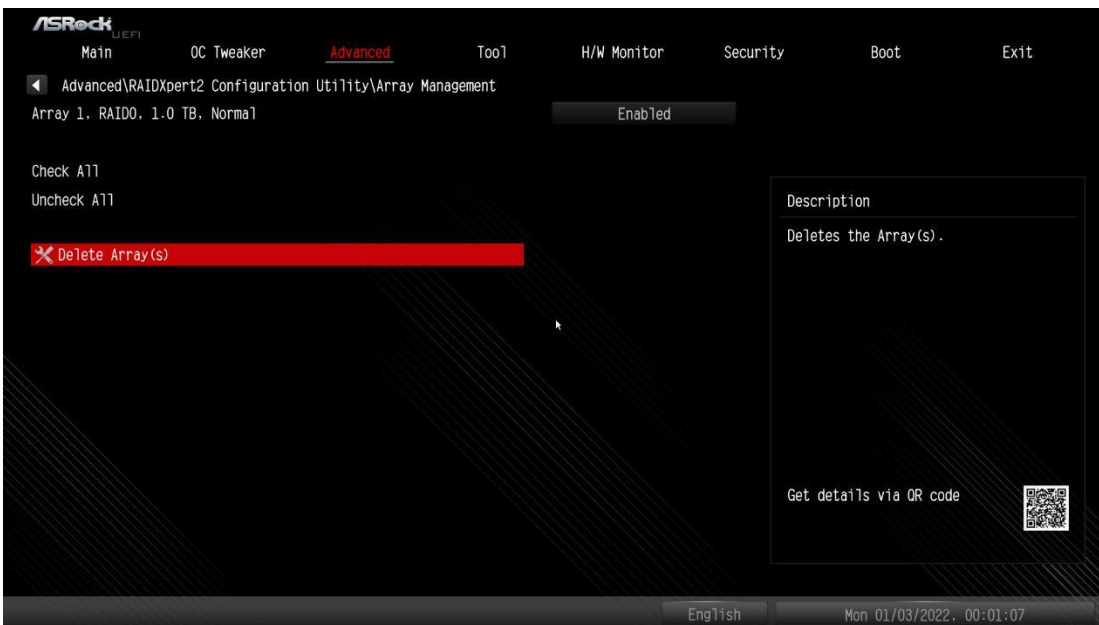 ASRock UEFI
Main OC Tweaker Advanced Tool H/W Monitor Security Boot Exit
Advanced\RAIDXpert2 Configuration Utility\Array Management
Array 1, RAID0, 1.0 TB, Normal Enabled
Check All
Uncheck All
Delete Array(s)
Description
Deletes the Array(s).
Get details via QR code
English Mon 01/03/2022, 00:01:07